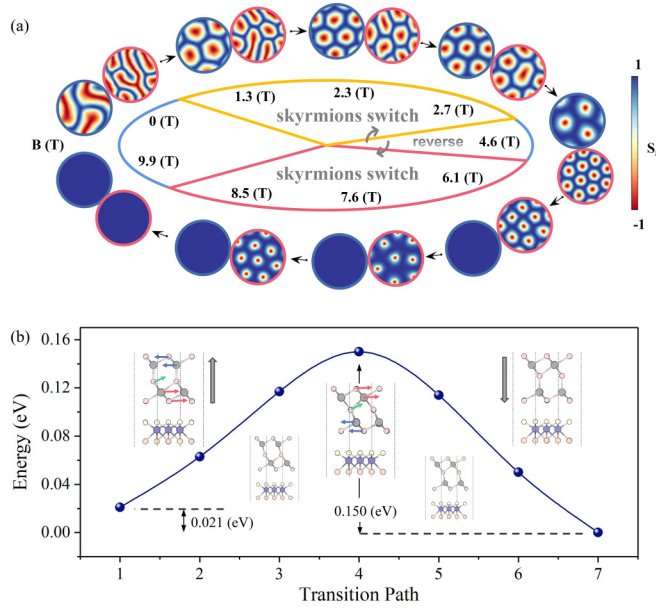 (a)
1.3 (T)
2.3 (T)
2.7 (T)
skyrmions switch
0 (T)
B (T)
reverse
4.6 (T)
9.9 (T)
skyrmions switch
6.1 (T)
8.5 (T)
7.6 (T)
1
S
-1
(b)
Energy (eV)
0.16
0.12
0.08
0.04
0.00
0.021 (eV)
0.150 (eV)
1 2 3 4 5 6 7
Transition Path